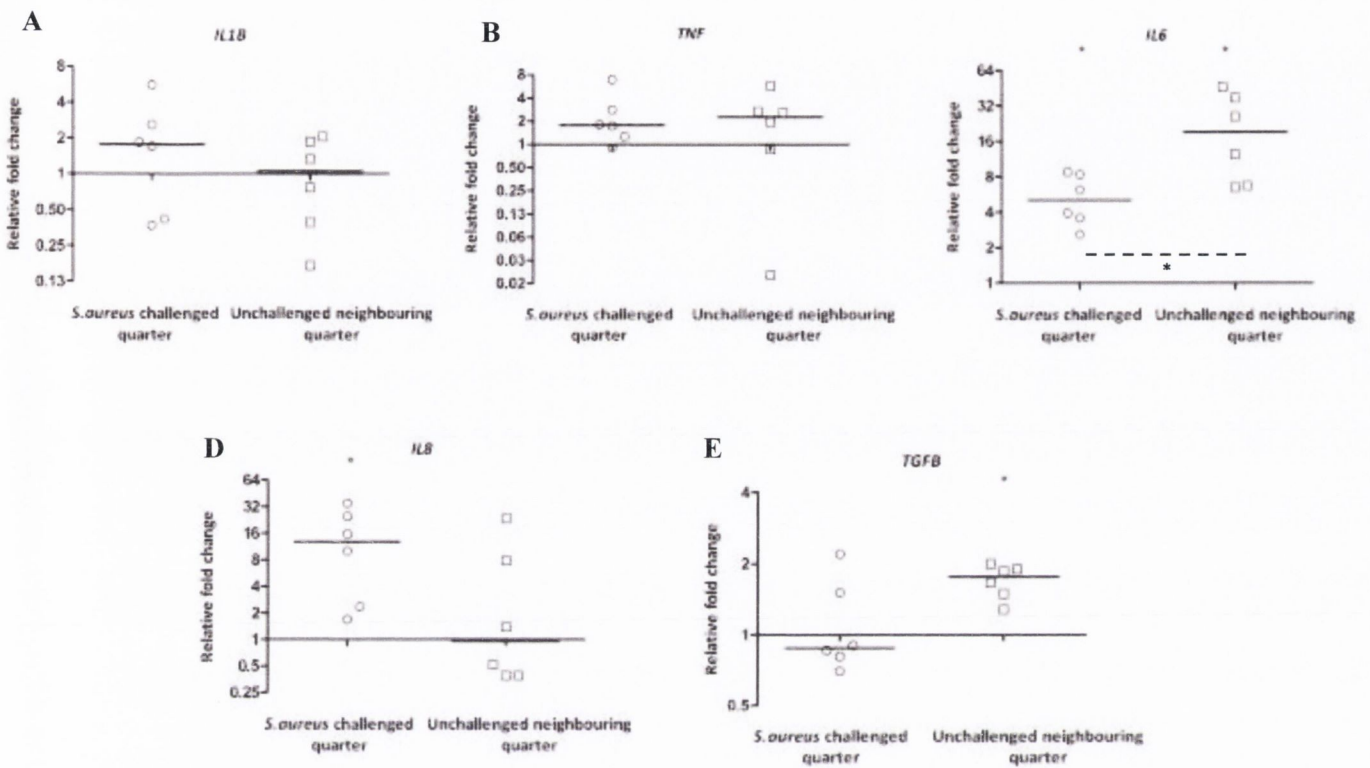 A
IL1B
Relative fold change
8
4
2
1
0.50
0.25
0.13
S.aureus challenged
quarter
Unchallenged neighbouring
quarter
B
TNF
Relative fold change
8
4
2
1
0.50
0.25
0.13
0.06
0.03
0.02
S.aureus challenged
quarter
Unchallenged neighbouring
quarter
IL6
*
*
Relative fold change
64
32
16
8
4
2
1
*
S.aureus challenged
quarter
Unchallenged neighbouring
quarter
D
IL8
*
Relative fold change
64
32
16
8
4
2
1
0.5
0.25
S.aureus challenged
quarter
Unchallenged neighbouring
quarter
E
TGFB
*
Relative fold change
4
2
1
0.5
S.aureus challenged
quarter
Unchallenged neighbouring
quarter